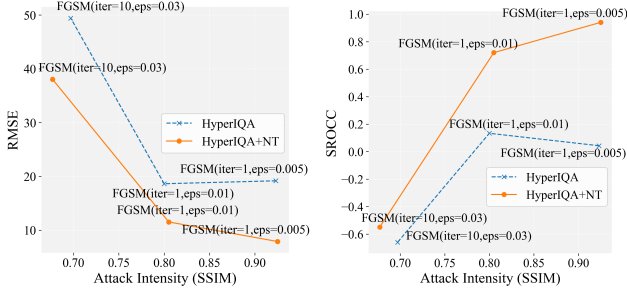 FGSM(iter=10,eps=0.03)
50
FGSM(iter=10,eps=0.03)
40
30
20
10
RMSE
HyperIQA
HyperIQA+NT
FGSM(iter=1,eps=0.005)
FGSM(iter=1,eps=0.01)
FGSM(iter=1,eps=0.01)
FGSM(iter=1,eps=0.005)
0.70 0.75 0.80 0.85 0.90
Attack Intensity (SSIM)
FGSM(iter=1,eps=0.005)
1.0
0.8
0.6
0.4
0.2
0.0
−0.2
−0.4
−0.6
SROCC
FGSM(iter=1,eps=0.01)
FGSM(iter=1,eps=0.01)
FGSM(iter=1,eps=0.005)
HyperIQA
HyperIQA+NT
FGSM(iter=10,eps=0.03)
FGSM(iter=10,eps=0.03)
0.70 0.75 0.80 0.85 0.90
Attack Intensity (SSIM)